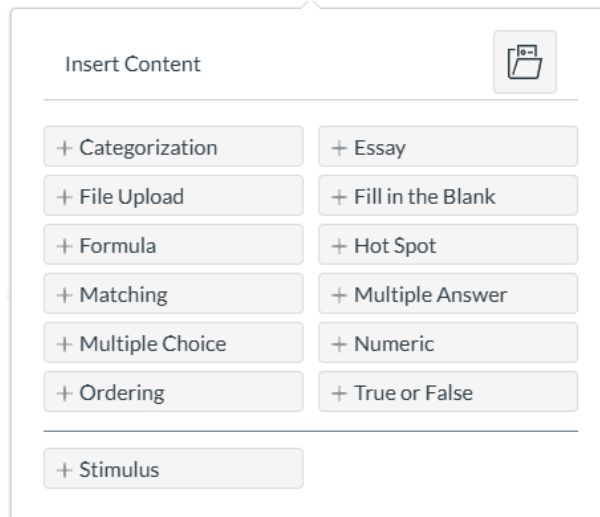 Insert Content
+ Categorization
+ Essay
+ File Upload
+ Fill in the Blank
+ Formula
+ Hot Spot
+ Matching
+ Multiple Answer
+ Multiple Choice
+ Numeric
+ Ordering
+ True or False
+ Stimulus